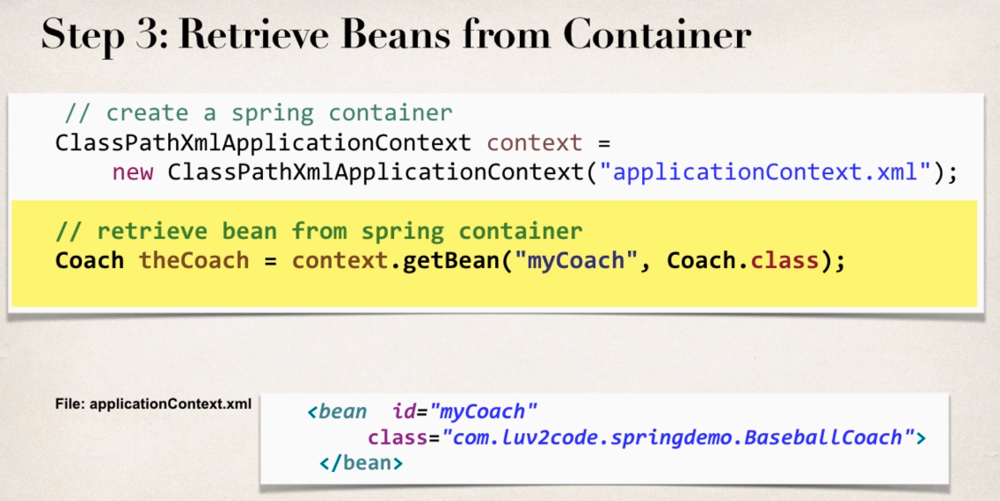 Step 3: Retrieve Beans from Container
// create a spring container
ClassPathXmlApplicationContext context =
new ClassPathXmlApplicationContext("applicationContext.xml");
// retrieve bean from spring container
Coach theCoach = context.getBean("myCoach", Coach.class);
File: applicationContext.xml
<bean id="myCoach"
class="com.luv2code.springdemo.BaseballCoach">
</bean>